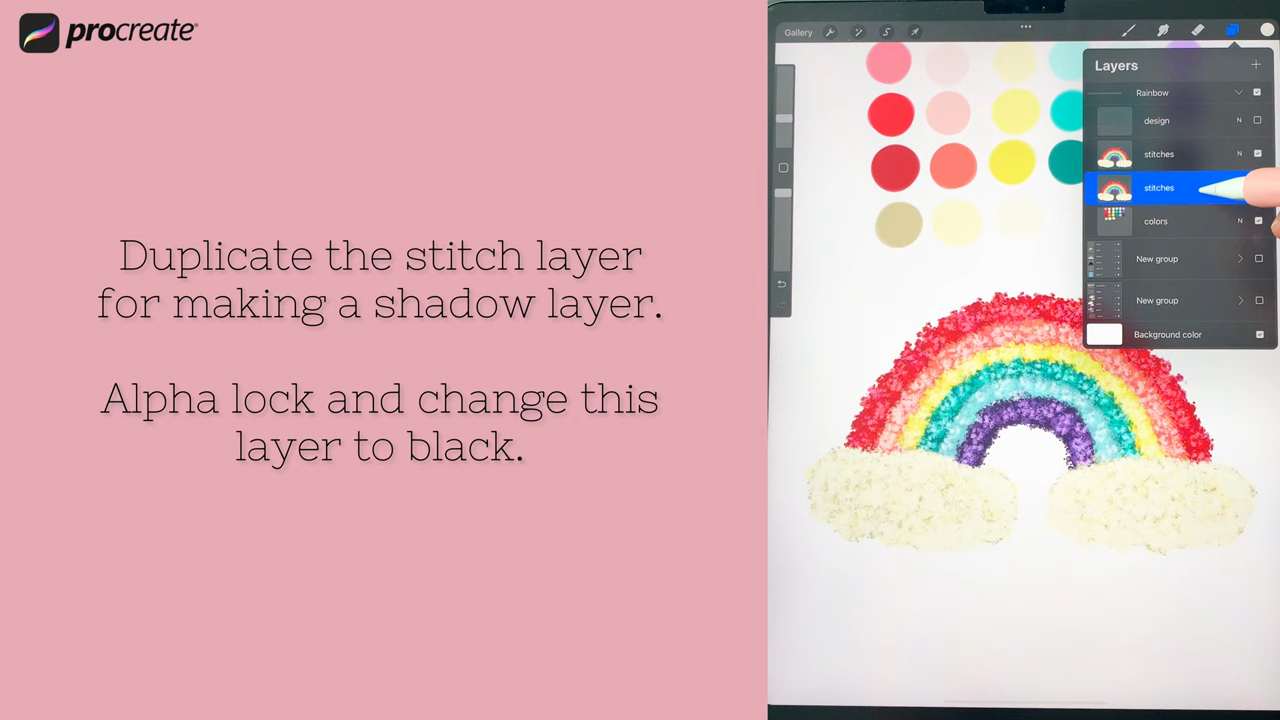 procreate®
Duplicate the stitch layer
for making a shadow layer.
Alpha lock and change this
layer to black.
Gallery
Layers
Rainbow
design N
stitches N
stitches
colors N
New group
New group
Background color